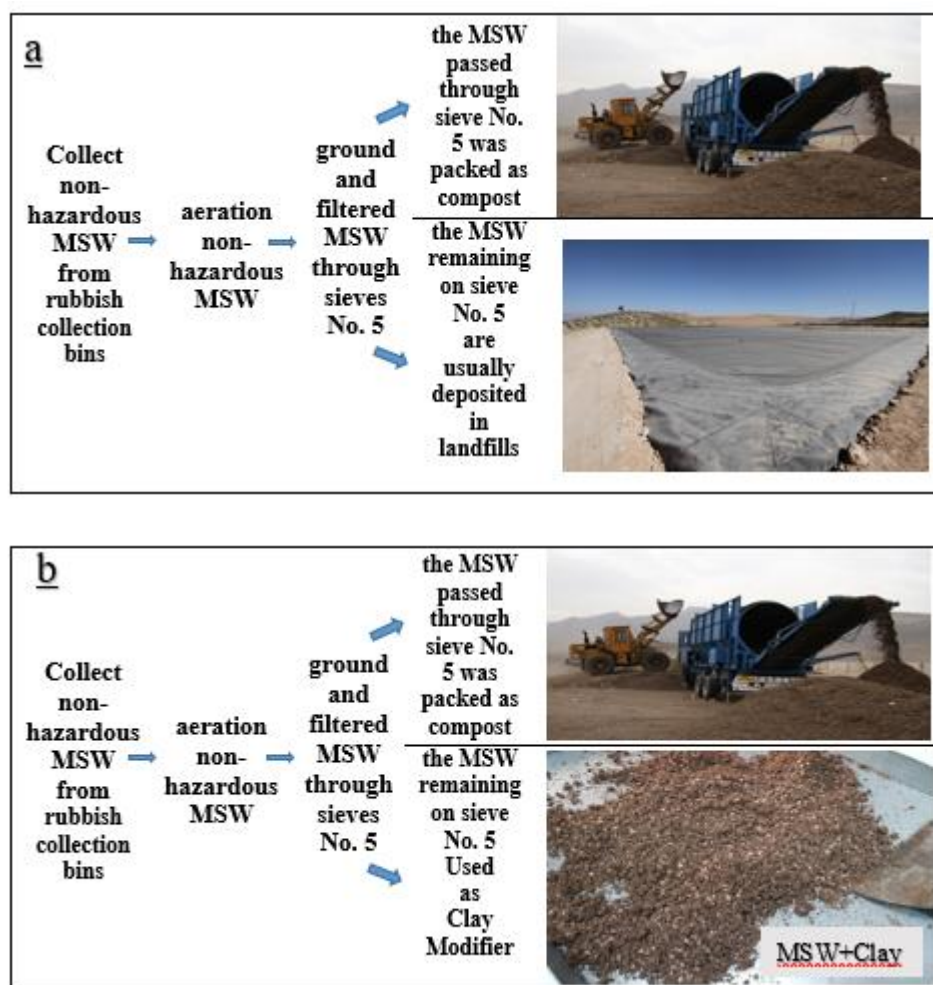 a
Collect
non-
hazardous
MSW
from
rubbish
collection
bins
aeration
non-
hazardous
MSW
ground
and
filtered
MSW
through
sieves
No. 5
the MSW
passed
through
sieve No.
5 was
packed as
compost
the MSW
remaining
on sieve
No. 5
are
usually
deposited
in
landfills
b
Collect
non-
hazardous
MSW
from
rubbish
collection
bins
aeration
non-
hazardous
MSW
ground
and
filtered
MSW
through
sieves
No. 5
the MSW
passed
through
sieve No.
5 was
packed as
compost
the MSW
remaining
on sieve
No. 5
Used
as
Clay
Modifier
MSW+Clay